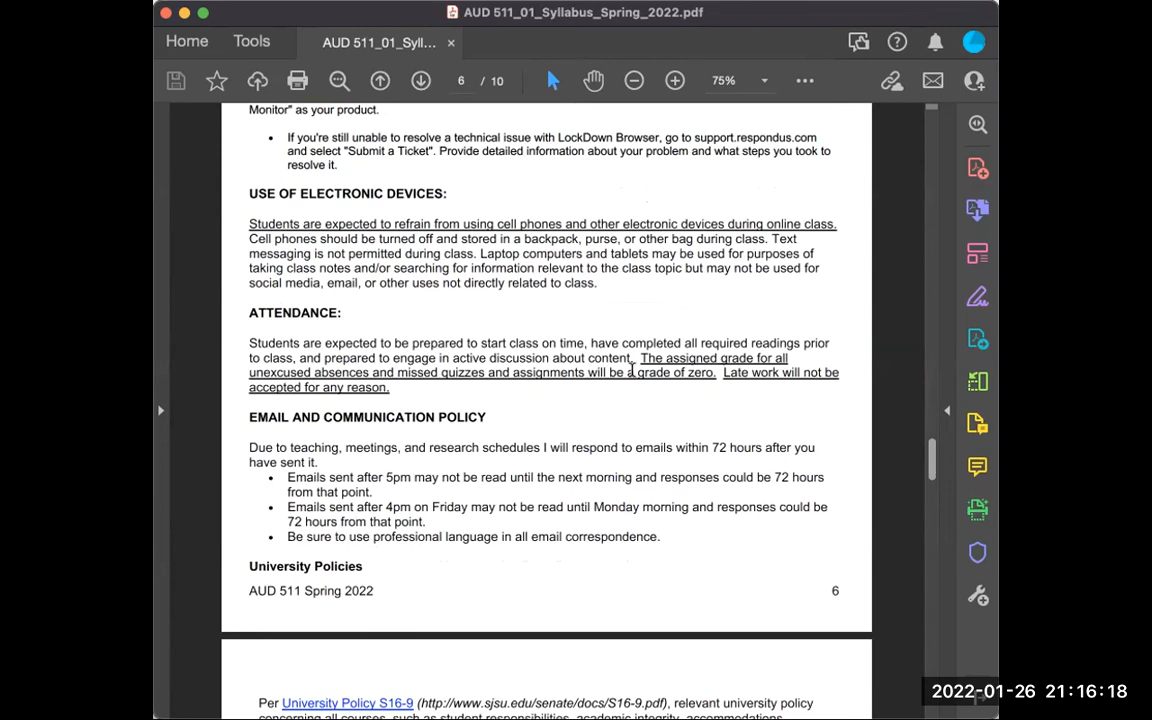 AUD 511_01_Syllabus_Spring_2022.pdf
Home Tools AUD 511_01_Syll... ×
6 / 10 75%
Monitor" as your product.
• If you're still unable to resolve a technical issue with LockDown Browser, go to support.respondus.com
and select "Submit a Ticket". Provide detailed information about your problem and what steps you took to
resolve it.
USE OF ELECTRONIC DEVICES:
Students are expected to refrain from using cell phones and other electronic devices during online class.
Cell phones should be turned off and stored in a backpack, purse, or other bag during class. Text
messaging is not permitted during class. Laptop computers and tablets may be used for purposes of
taking class notes and/or searching for information relevant to the class topic but may not be used for
social media, email, or other uses not directly related to class.
ATTENDANCE:
Students are expected to be prepared to start class on time, have completed all required readings prior
to class, and prepared to engage in active discussion about content. The assigned grade for all
unexcused absences and missed quizzes and assignments will be a grade of zero. Late work will not be
accepted for any reason.
EMAIL AND COMMUNICATION POLICY
Due to teaching, meetings, and research schedules I will respond to emails within 72 hours after you
have sent it.
• Emails sent after 5pm may not be read until the next morning and responses could be 72 hours
from that point.
• Emails sent after 4pm on Friday may not be read until Monday morning and responses could be
72 hours from that point.
• Be sure to use professional language in all email correspondence.
University Policies
AUD 511 Spring 2022 6
Per University Policy S16-9 (http://www.sjsu.edu/senate/docs/S16-9.pdf), relevant university policy
concerning all courses, such as student responsibilities, academic integrity, accommodations,
2022-01-26 21:16:18